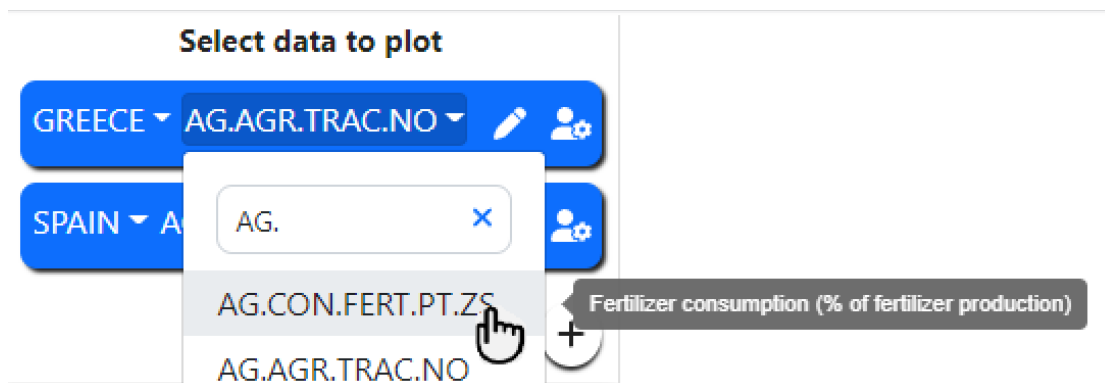 Select data to plot
GREECE AG.AGR.TRAC.NO
SPAIN A
AG.
AG.CON.FERT.PT.ZS
Fertilizer consumption (% of fertilizer production)
AG.AGR.TRAC.NO